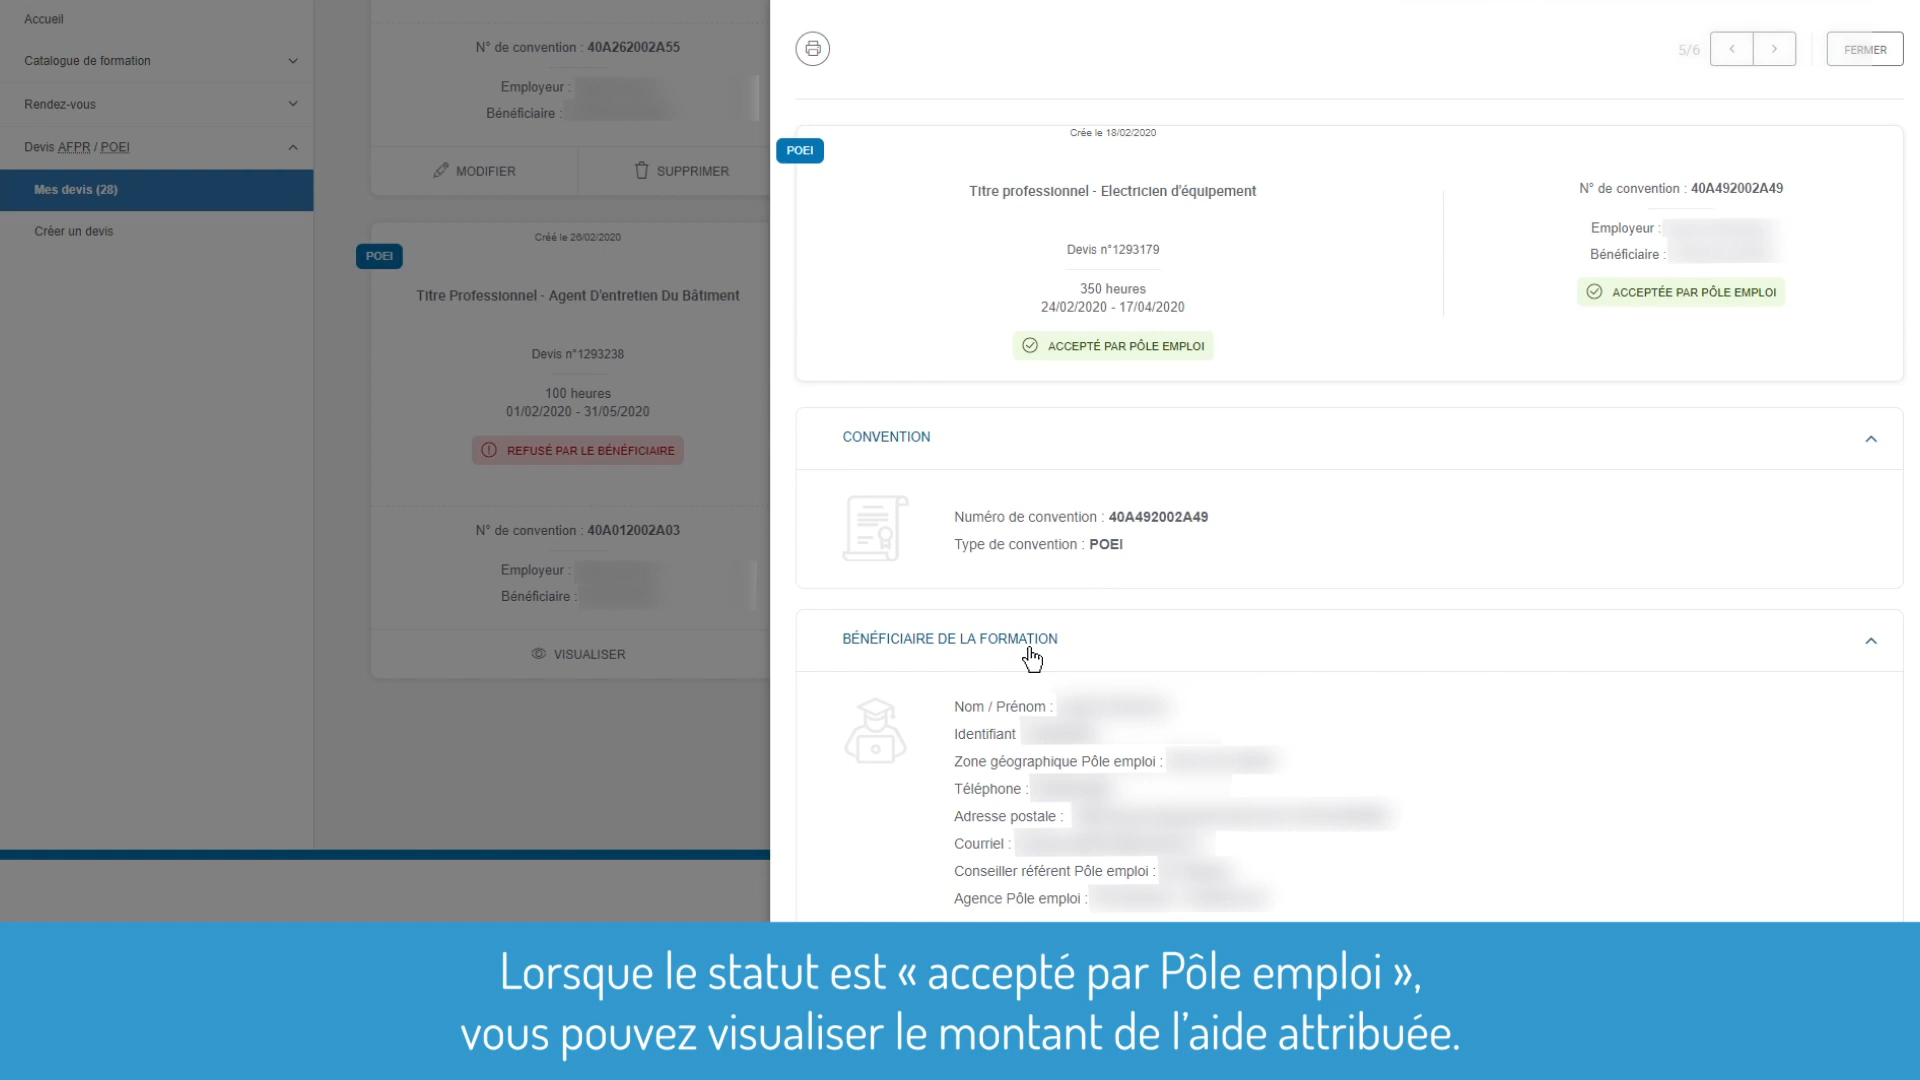 Accueil
Catalogue de formation
Rendez-vous
Devis AFPR / POEI
Mes devis (28)
Créer un devis
N° de convention : 40A262002A55
Employeur :
Bénéficiaire :
MODIFIER
SUPPRIMER
Créé le 26/02/2020
POEI
Titre Professionnel - Agent D'entretien Du Bâtiment
Devis n°1293238
100 heures
01/02/2020 - 31/05/2020
REFUSÉ PAR LE BÉNÉFICIAIRE
N° de convention : 40A012002A03
Employeur :
Bénéficiaire :
VISUALISER
5/6
FERMER
Crée le 18/02/2020
POEI
Titre professionnel - Electricien d'équipement
Devis n°1293179
350 heures
24/02/2020 - 17/04/2020
ACCEPTÉ PAR PÔLE EMPLOI
N° de convention : 40A492002A49
Employeur :
Bénéficiaire :
ACCEPTÉE PAR PÔLE EMPLOI
CONVENTION
Numéro de convention : 40A492002A49
Type de convention : POEI
BÉNÉFICIAIRE DE LA FORMATION
Nom / Prénom :
Identifiant
Zone géographique Pôle emploi :
Téléphone :
Adresse postale :
Courriel :
Conseiller référent Pôle emploi :
Agence Pôle emploi :
Lorsque le statut est « accepté par Pôle emploi »,
vous pouvez visualiser le montant de l'aide attribuée.